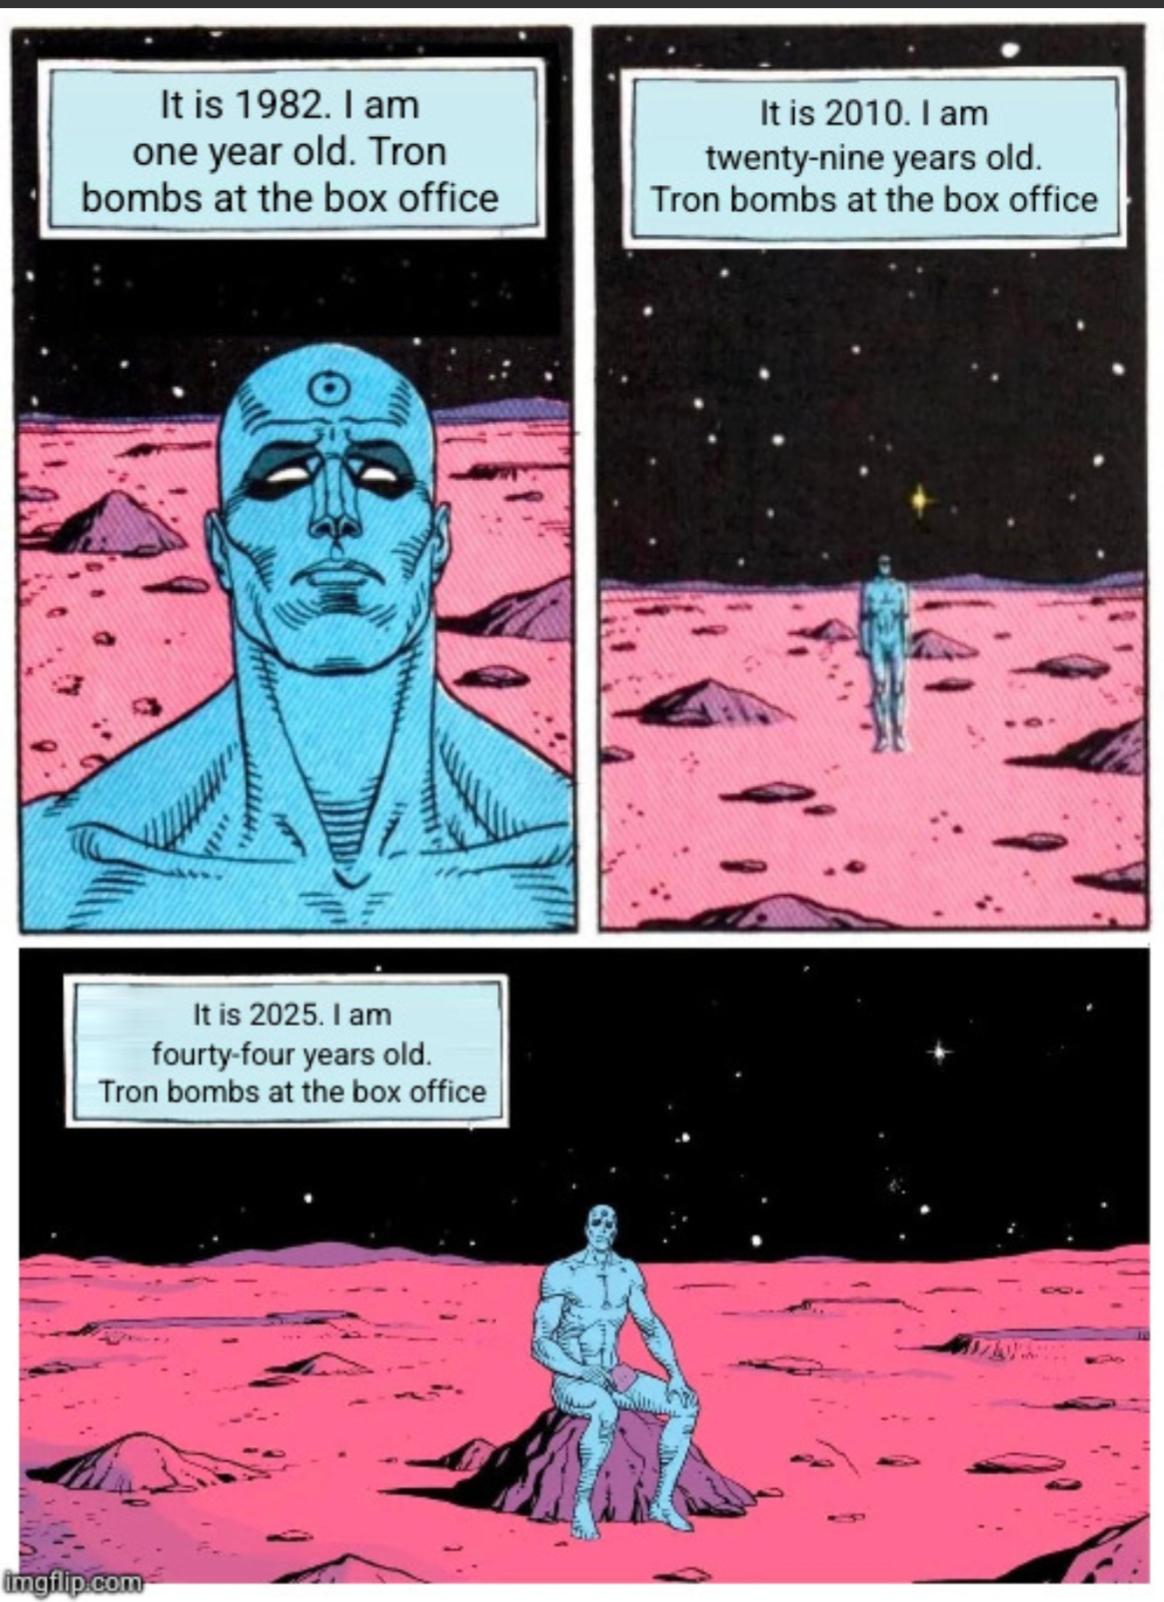 It is 1982. I am
one year old. Tron
bombs at the box office
It is 2010. I am
twenty-nine years old.
Tron bombs at the box office
It is 2025. I am
fourty-four years old.
Tron bombs at the box office
imgflip.com